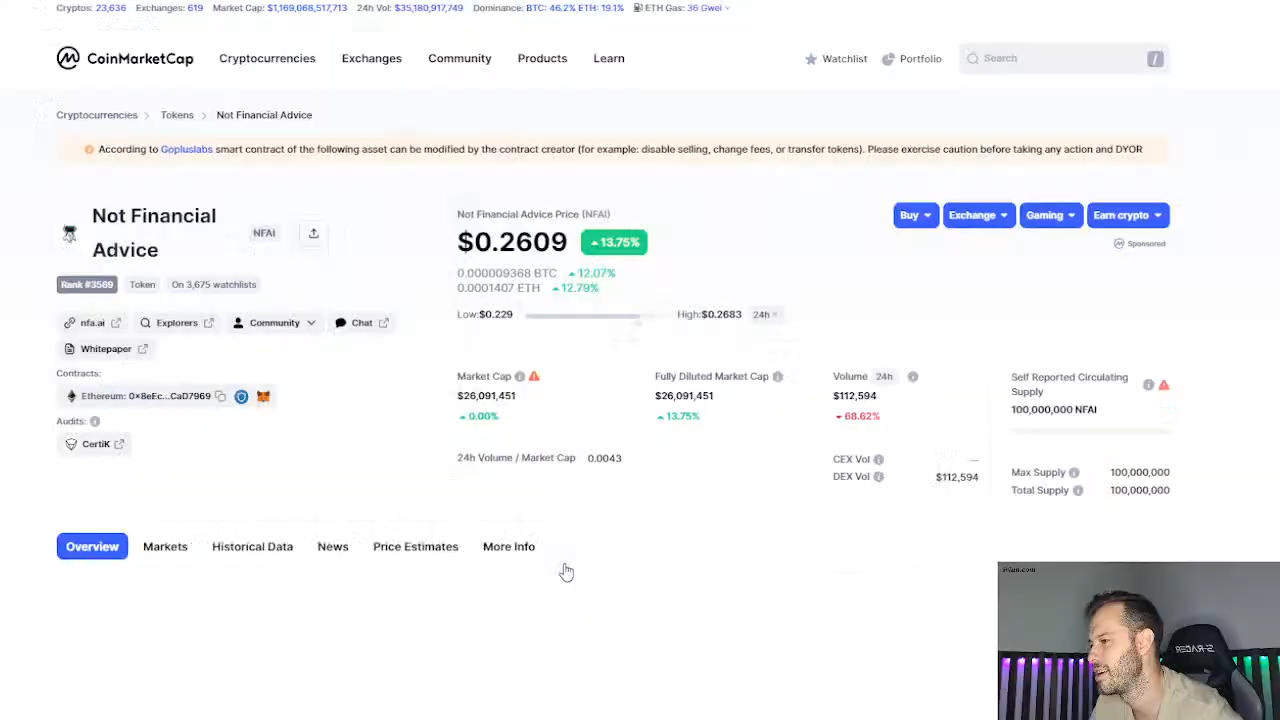 Cryptos: 23,636 Exchanges: 619 Market Cap: $1,169,068,517,713 24h Vol: $35,180,917,749 Dominance: BTC: 46.2% ETH: 19.1% ETH Gas: 36 Gwei
CoinMarketCap Cryptocurrencies Exchanges Community Products Learn Watchlist Portfolio Search /
Cryptocurrencies > Tokens > Not Financial Advice
According to Gopluslabs smart contract of the following asset can be modified by the contract creator (for example: disable selling, change fees, or transfer tokens). Please exercise caution before taking any action and DYOR
Not Financial
Advice
NFAi
Rank #3569 Token On 3,675 watchlists
nfa.ai Explorers Community Chat
Whitepaper
Contracts:
Ethereum: 0x8eEc...CaD7969
Audits:
CertiK
Not Financial Advice Price (NFAI)
$0.2609 13.75%
0.000009368 BTC 12.07%
0.0001407 ETH 12.79%
Low:$0.229 High:$0.2683 24h
Buy Exchange Gaming Earn crypto
Sponsored
Market Cap
$26,091,451
0.00%
24h Volume / Market Cap 0.0043
Fully Diluted Market Cap
$26,091,451
13.75%
Volume 24h
$112,594
68.62%
CEX Vol —
DEX Vol $112,594
Self Reported Circulating
Supply
100,000,000 NFAI
Max Supply 100,000,000
Total Supply 100,000,000
Overview Markets Historical Data News Price Estimates More Info
S-RACER